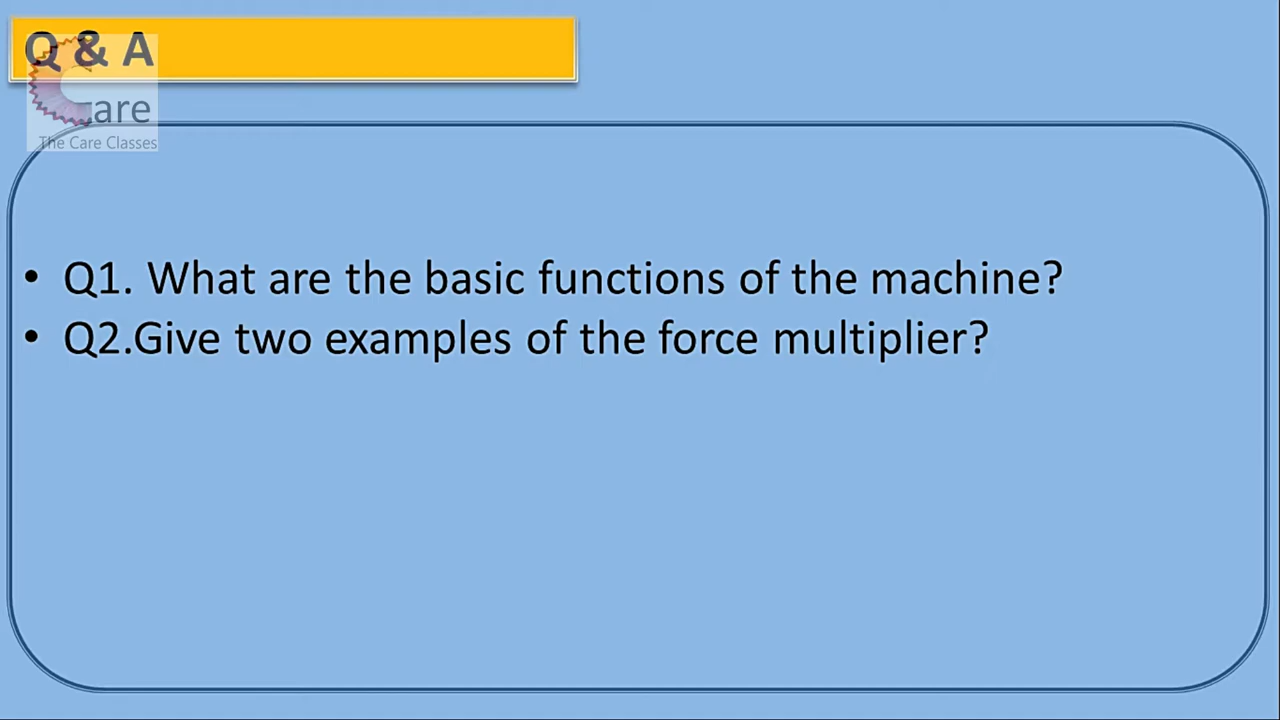 Q & A
Care
The Care Classes
• Q1. What are the basic functions of the machine?
• Q2.Give two examples of the force multiplier?